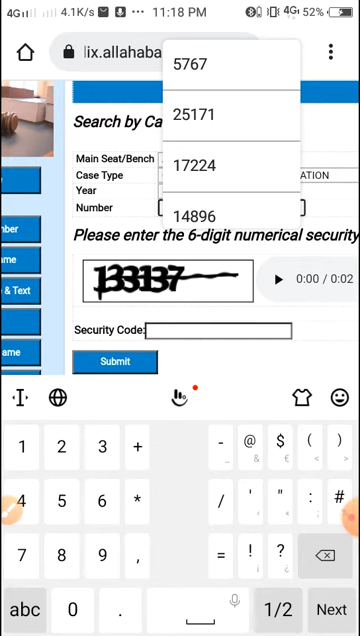 4G 4.1K/s ••• 11:18 PM 4G 52%
lix.allahaba
5767
25171
17224
14896
Search by Ca
Main Seat/Bench
Case Type ATION
Year
Number
mber
ame
& Text
ame
Please enter the 6-digit numerical security
133137
0:00 / 0:02
Security Code:
Submit
1 2 3 + - _ @ & $ € ( < ) >
4 5 6 * / ' " : ; #
7 8 9 , = ! ¡ ? ¿
abc 0 . 1/2 Next